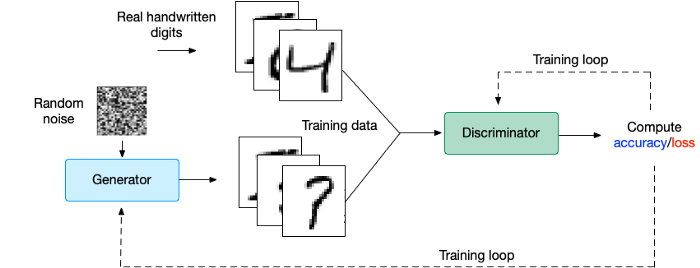 Real handwritten
digits
Training loop
Random
noise
Training data
Discriminator
Compute
accuracy/loss
Generator
Training loop